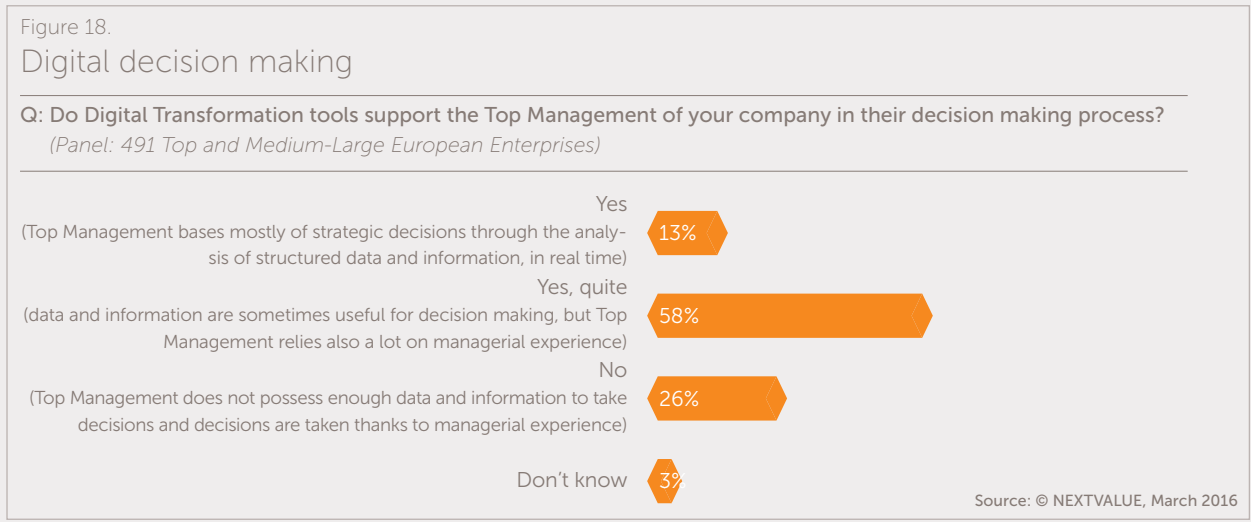 Figure 18.
Digital decision making
Q: Do Digital Transformation tools support the Top Management of your company in their decision making process?
(Panel: 491 Top and Medium-Large European Enterprises)
Yes
(Top Management bases mostly of strategic decisions through the analy-
sis of structured data and information, in real time)
13%
Yes, quite
(data and information are sometimes useful for decision making, but Top
Management relies also a lot on managerial experience)
58%
No
(Top Management does not possess enough data and information to take
decisions and decisions are taken thanks to managerial experience)
26%
Don't know
3%
Source: © NEXTVALUE, March 2016